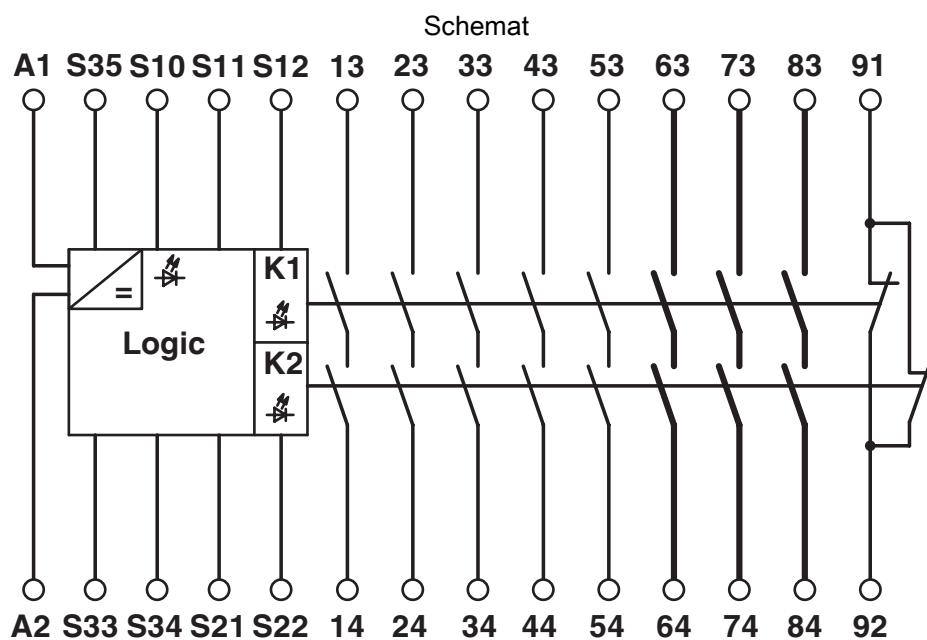 Schemat
A1 S35 S10 S11 S12 13 23 33 43 53 63 73 83 91
K1
=
Logic
K2
A2 S33 S34 S21 S22 14 24 34 44 54 64 74 84 92